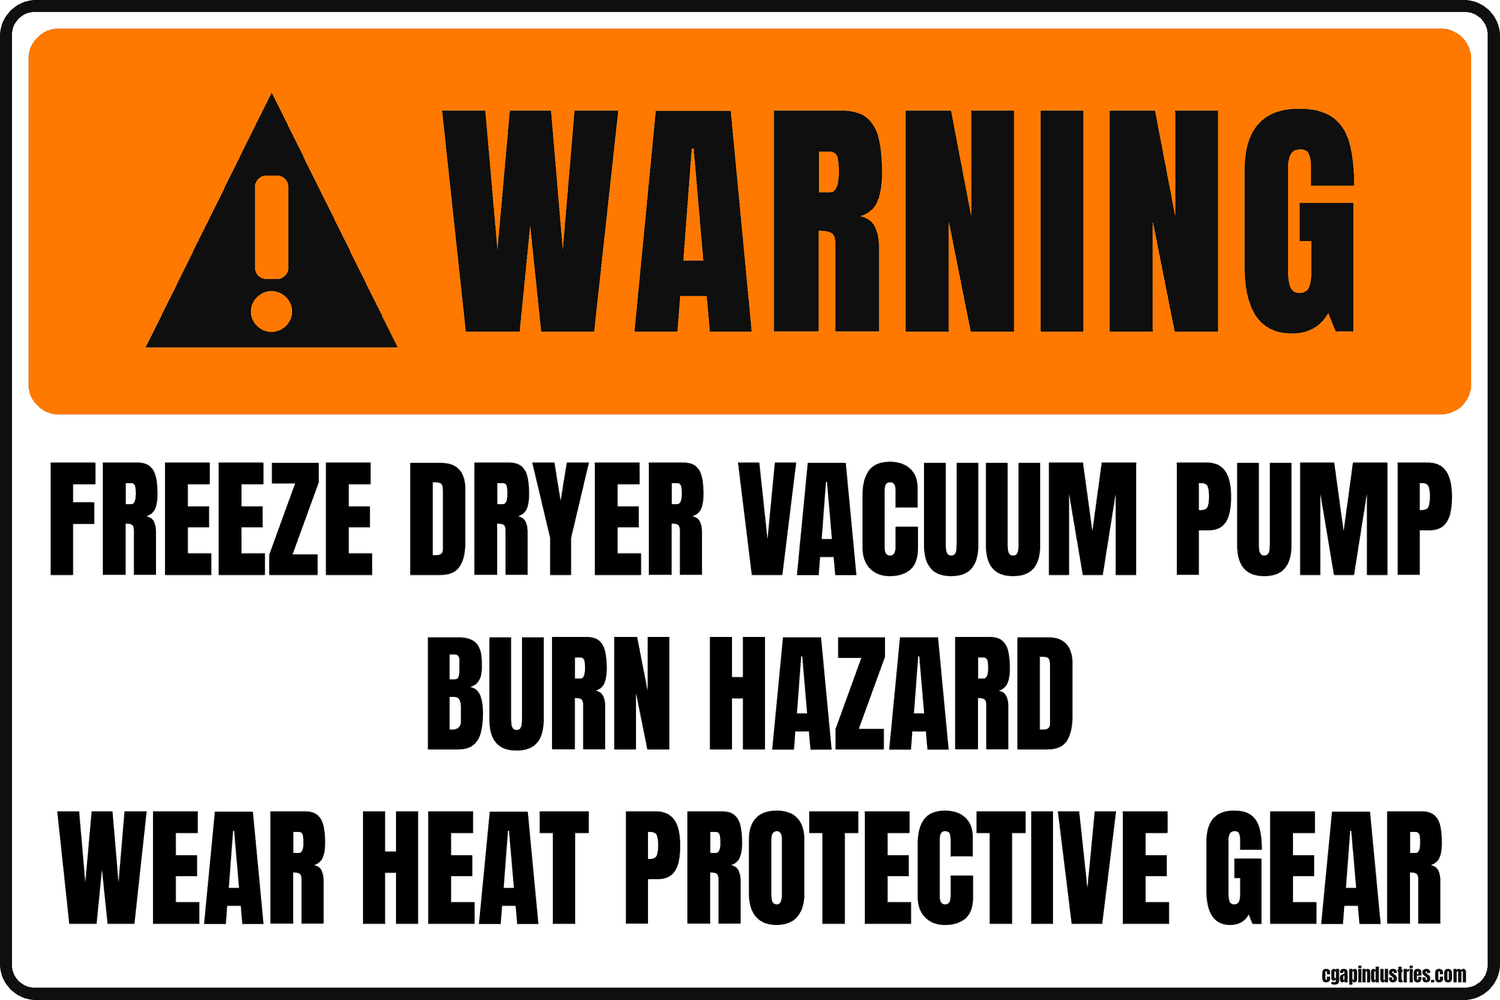 WARNING
FREEZE DRYER VACUUM PUMP
BURN HAZARD
WEAR HEAT PROTECTIVE GEAR
cgapindustries.com